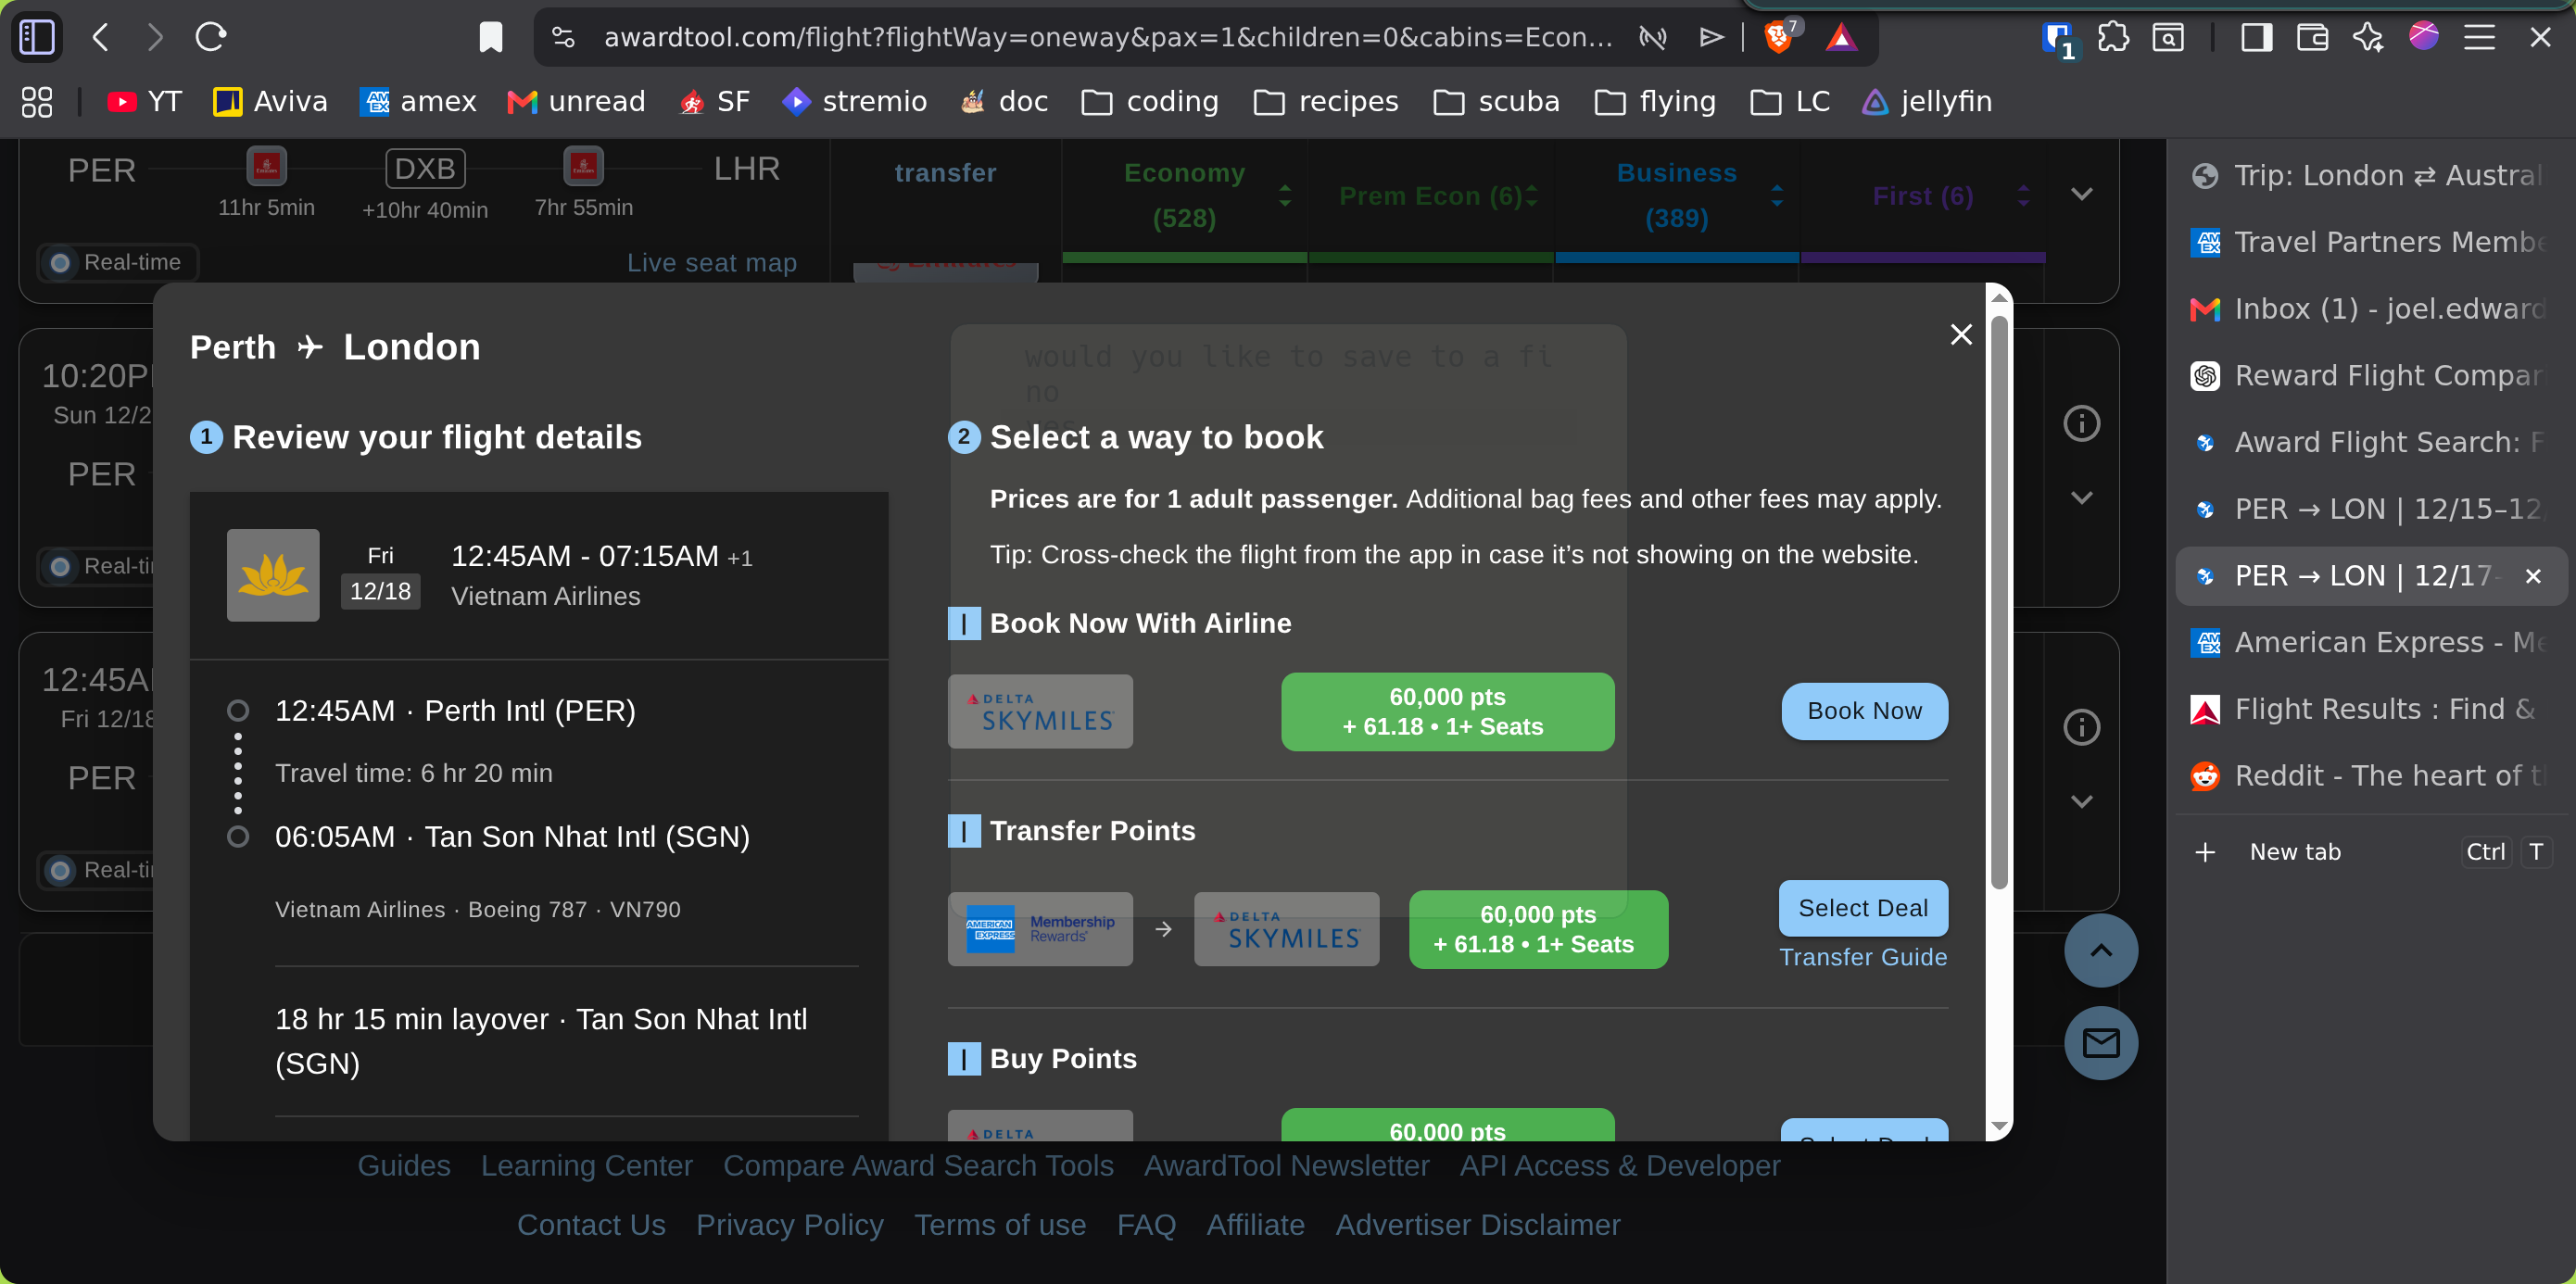 awardtool.com/flight?flightWay=oneway&pax=1&children=0&cabins=Econ...
7
1
YT
Aviva
amex
unread
SF
stremio
doc
coding
recipes
scuba
flying
LC
jellyfin
PER
DXB
LHR
11hr 5min
+10hr 40min
7hr 55min
Real-time
Live seat map
transfer
Economy
(528)
Prem Econ (6)
Business
(389)
First (6)
10:20P
Sun 12/2
PER
Real-ti
12:45A
Fri 12/18
PER
Real-ti
Perth
London
1 Review your flight details
Fri
12/18
12:45AM - 07:15AM +1
Vietnam Airlines
12:45AM · Perth Intl (PER)
Travel time: 6 hr 20 min
06:05AM · Tan Son Nhat Intl (SGN)
Vietnam Airlines · Boeing 787 · VN790
18 hr 15 min layover · Tan Son Nhat Intl
(SGN)
would you like to save to a fi
no
2 Select a way to book
Prices are for 1 adult passenger. Additional bag fees and other fees may apply.
Tip: Cross-check the flight from the app in case it's not showing on the website.
Book Now With Airline
DELTA
SKYMILES
60,000 pts
+ 61.18 • 1+ Seats
Book Now
Transfer Points
AMERICAN
EXPRESS
Membership
Rewards
DELTA
SKYMILES
60,000 pts
+ 61.18 • 1+ Seats
Select Deal
Transfer Guide
Buy Points
DELTA
60,000 pts
Select Deal
Guides
Learning Center
Compare Award Search Tools
AwardTool Newsletter
API Access & Developer
Contact Us
Privacy Policy
Terms of use
FAQ
Affiliate
Advertiser Disclaimer
Trip: London ⇄ Austral
Travel Partners Membe
Inbox (1) - joel.edward
Reward Flight Compar
Award Flight Search: F
PER → LON | 12/15–12
PER → LON | 12/17-
American Express - Me
Flight Results : Find &
Reddit - The heart of t
New tab
Ctrl T